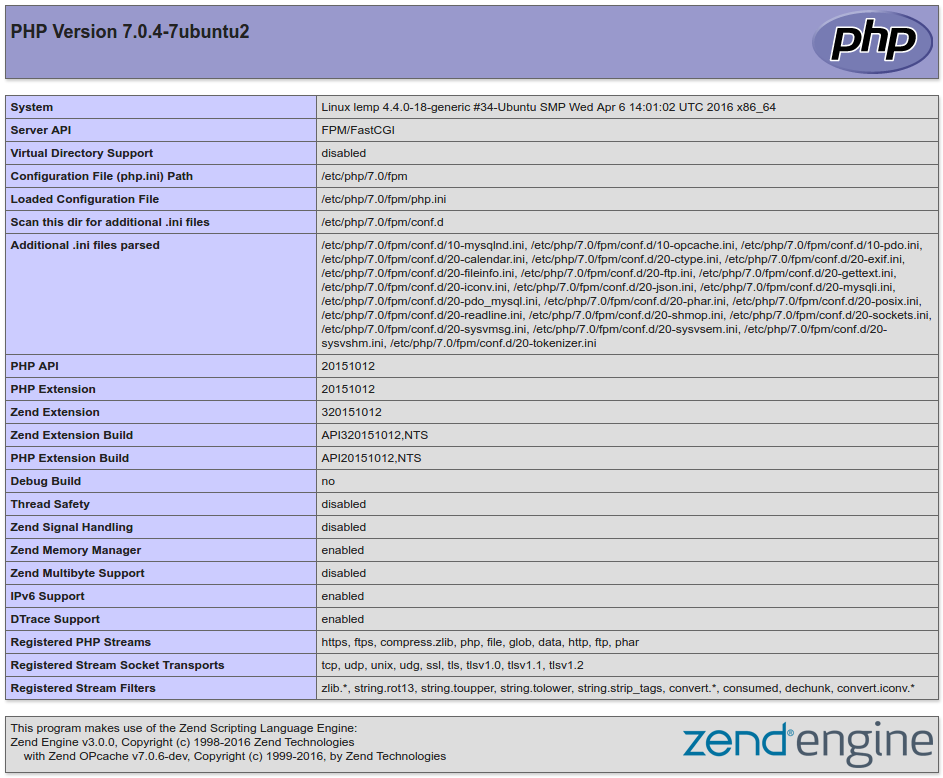 PHP Version 7.0.4-7ubuntu2
php
System Linux lemp 4.4.0-18-generic #34-Ubuntu SMP Wed Apr 6 14:01:02 UTC 2016 x86_64
Server API FPM/FastCGI
Virtual Directory Support disabled
Configuration File (php.ini) Path /etc/php/7.0/fpm
Loaded Configuration File /etc/php/7.0/fpm/php.ini
Scan this dir for additional .ini files /etc/php/7.0/fpm/conf.d
Additional .ini files parsed /etc/php/7.0/fpm/conf.d/10-mysqlnd.ini, /etc/php/7.0/fpm/conf.d/10-opcache.ini, /etc/php/7.0/fpm/conf.d/10-pdo.ini,
/etc/php/7.0/fpm/conf.d/20-calendar.ini, /etc/php/7.0/fpm/conf.d/20-ctype.ini, /etc/php/7.0/fpm/conf.d/20-exif.ini,
/etc/php/7.0/fpm/conf.d/20-fileinfo.ini, /etc/php/7.0/fpm/conf.d/20-ftp.ini, /etc/php/7.0/fpm/conf.d/20-gettext.ini,
/etc/php/7.0/fpm/conf.d/20-iconv.ini, /etc/php/7.0/fpm/conf.d/20-json.ini, /etc/php/7.0/fpm/conf.d/20-mysqli.ini,
/etc/php/7.0/fpm/conf.d/20-pdo_mysql.ini, /etc/php/7.0/fpm/conf.d/20-phar.ini, /etc/php/7.0/fpm/conf.d/20-posix.ini,
/etc/php/7.0/fpm/conf.d/20-readline.ini, /etc/php/7.0/fpm/conf.d/20-shmop.ini, /etc/php/7.0/fpm/conf.d/20-sockets.ini,
/etc/php/7.0/fpm/conf.d/20-sysvmsg.ini, /etc/php/7.0/fpm/conf.d/20-sysvsem.ini, /etc/php/7.0/fpm/conf.d/20-
sysvshm.ini, /etc/php/7.0/fpm/conf.d/20-tokenizer.ini
PHP API 20151012
PHP Extension 20151012
Zend Extension 320151012
Zend Extension Build API320151012,NTS
PHP Extension Build API20151012,NTS
Debug Build no
Thread Safety disabled
Zend Signal Handling disabled
Zend Memory Manager enabled
Zend Multibyte Support disabled
IPv6 Support enabled
DTrace Support enabled
Registered PHP Streams https, ftps, compress.zlib, php, file, glob, data, http, ftp, phar
Registered Stream Socket Transports tcp, udp, unix, udg, ssl, tls, tlsv1.0, tlsv1.1, tlsv1.2
Registered Stream Filters zlib.*, string.rot13, string.toupper, string.tolower, string.strip_tags, convert.*, consumed, dechunk, convert.iconv.*
This program makes use of the Zend Scripting Language Engine:
Zend Engine v3.0.0, Copyright (c) 1998-2016 Zend Technologies
with Zend OPcache v7.0.6-dev, Copyright (c) 1999-2016, by Zend Technologies
zend® engine